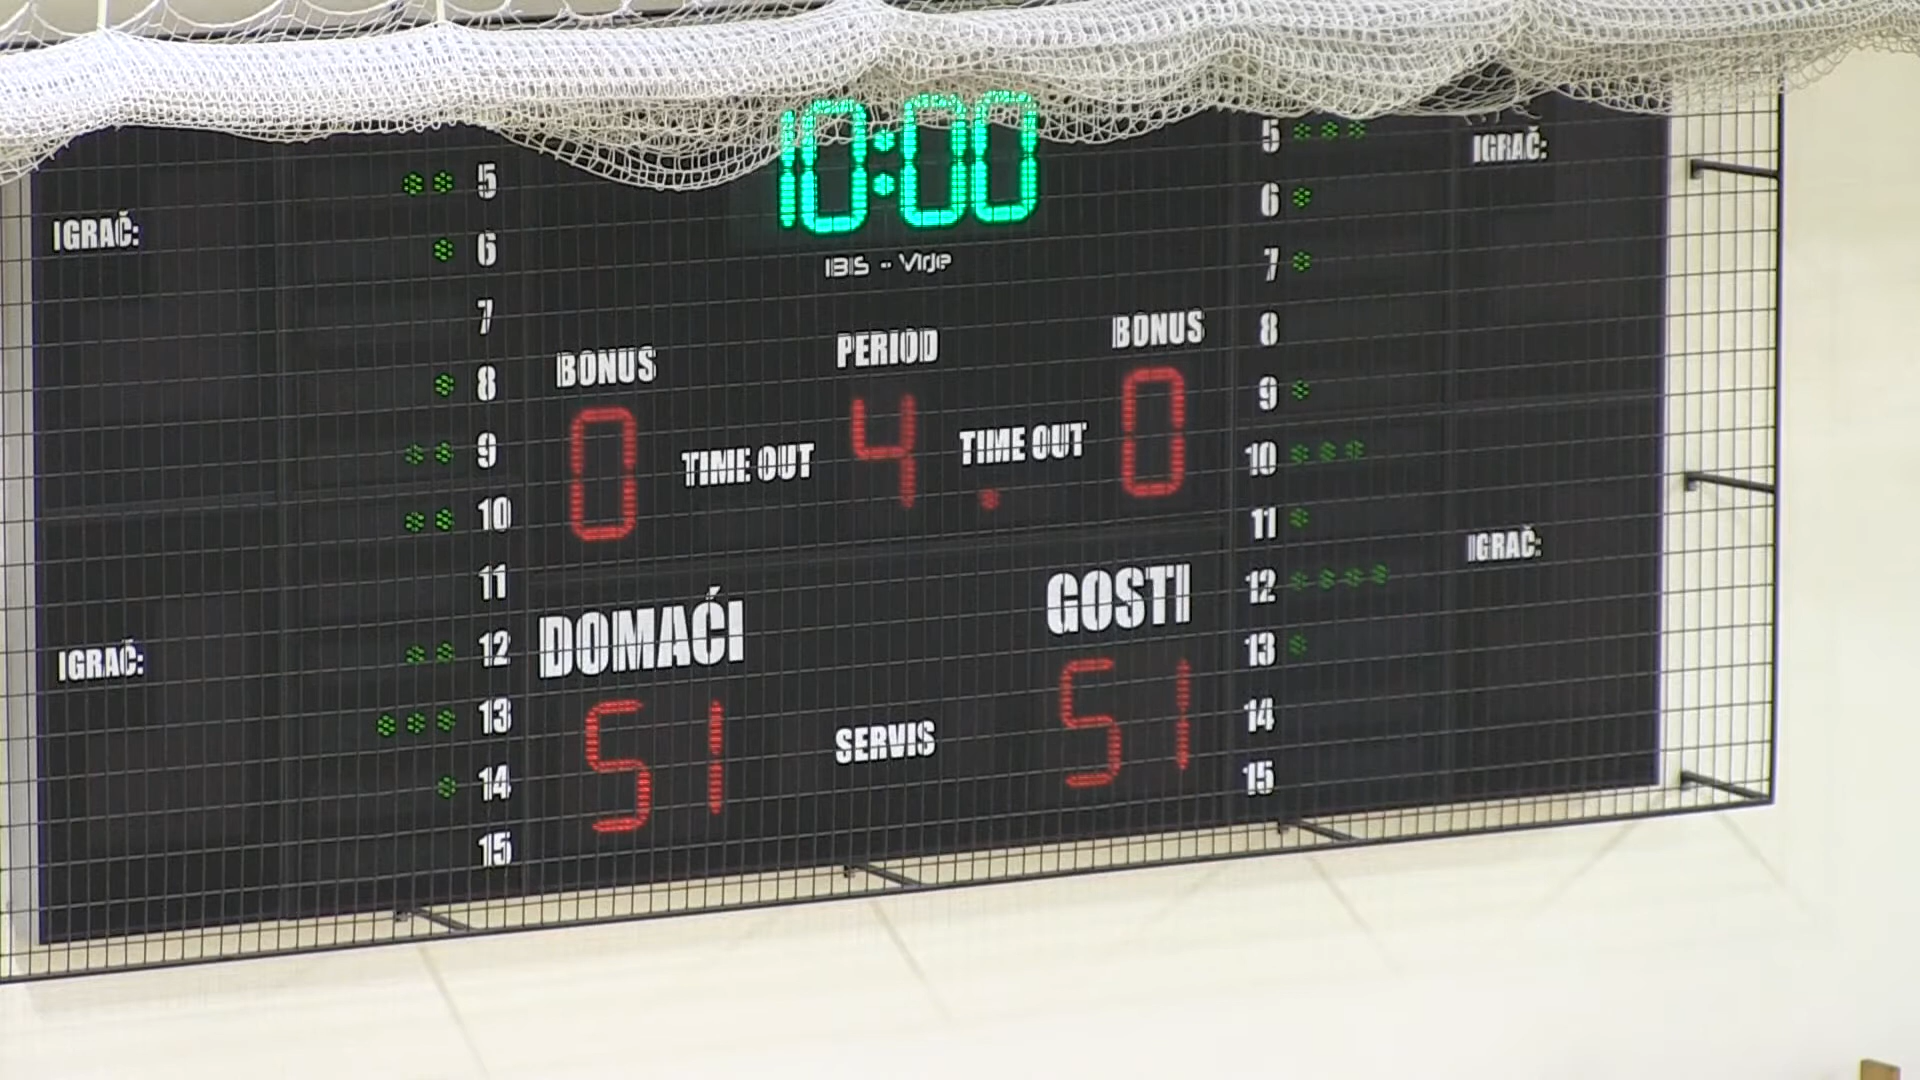 10:00
IBIS - Virje
5
IGRAČ:
6
7
8
9
10
11
IGRAČ:
12
13
14
15
BONUS
PERIOD
BONUS
0
TIME OUT
4
TIME OUT
0
DOMAĆI
GOSTI
51
SERVIS
51
5
IGRAČ:
6
7
8
9
10
11
IGRAČ:
12
13
14
15